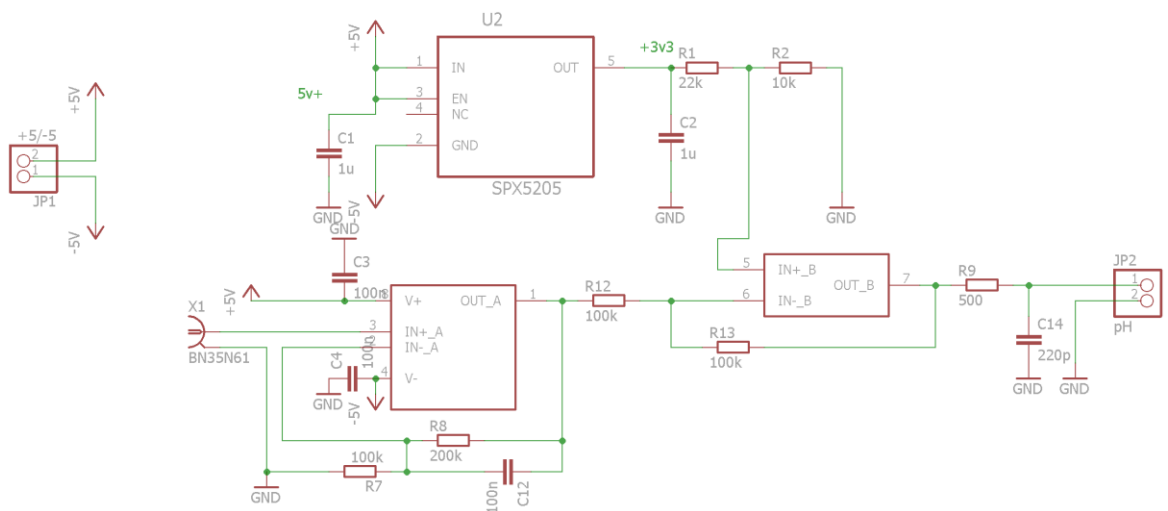 U2
+5V
1 IN OUT 5
+3v3
R1
22k
R2
10k
5v+
3 EN
4 NC
2 GND
SPX5205
C1
1u
GND
-5V
C2
1u
GND
GND
+5V
+5/-5
2
1
JP1
-5V
GND
C3
100n
+5V
8 V+ OUT_A 1
3 IN+_A
2 IN-_A
4 V-
X1
BN35N61
C4
100n
GND
-5V
R12
100k
5 IN+_B
6 IN-_B
OUT_B 7
R13
100k
R9
500
JP2
1
2
pH
C14
220p
GND
GND
R8
200k
100k
R7
100n
C12
GND